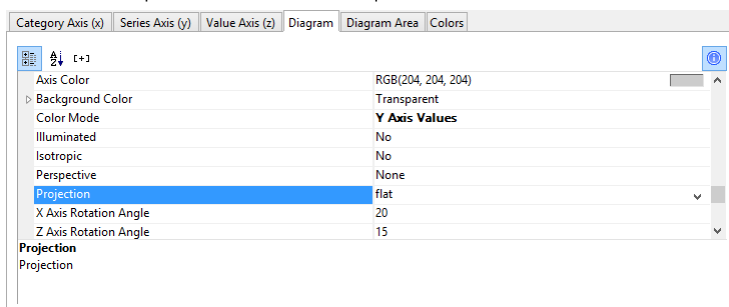 Category Axis (x) Series Axis (y) Value Axis (z) Diagram Diagram Area Colors
[+]
Axis Color RGB(204, 204, 204)
Background Color Transparent
Color Mode Y Axis Values
Illuminated No
Isotropic No
Perspective None
Projection flat
X Axis Rotation Angle 20
Z Axis Rotation Angle 15
Projection
Projection